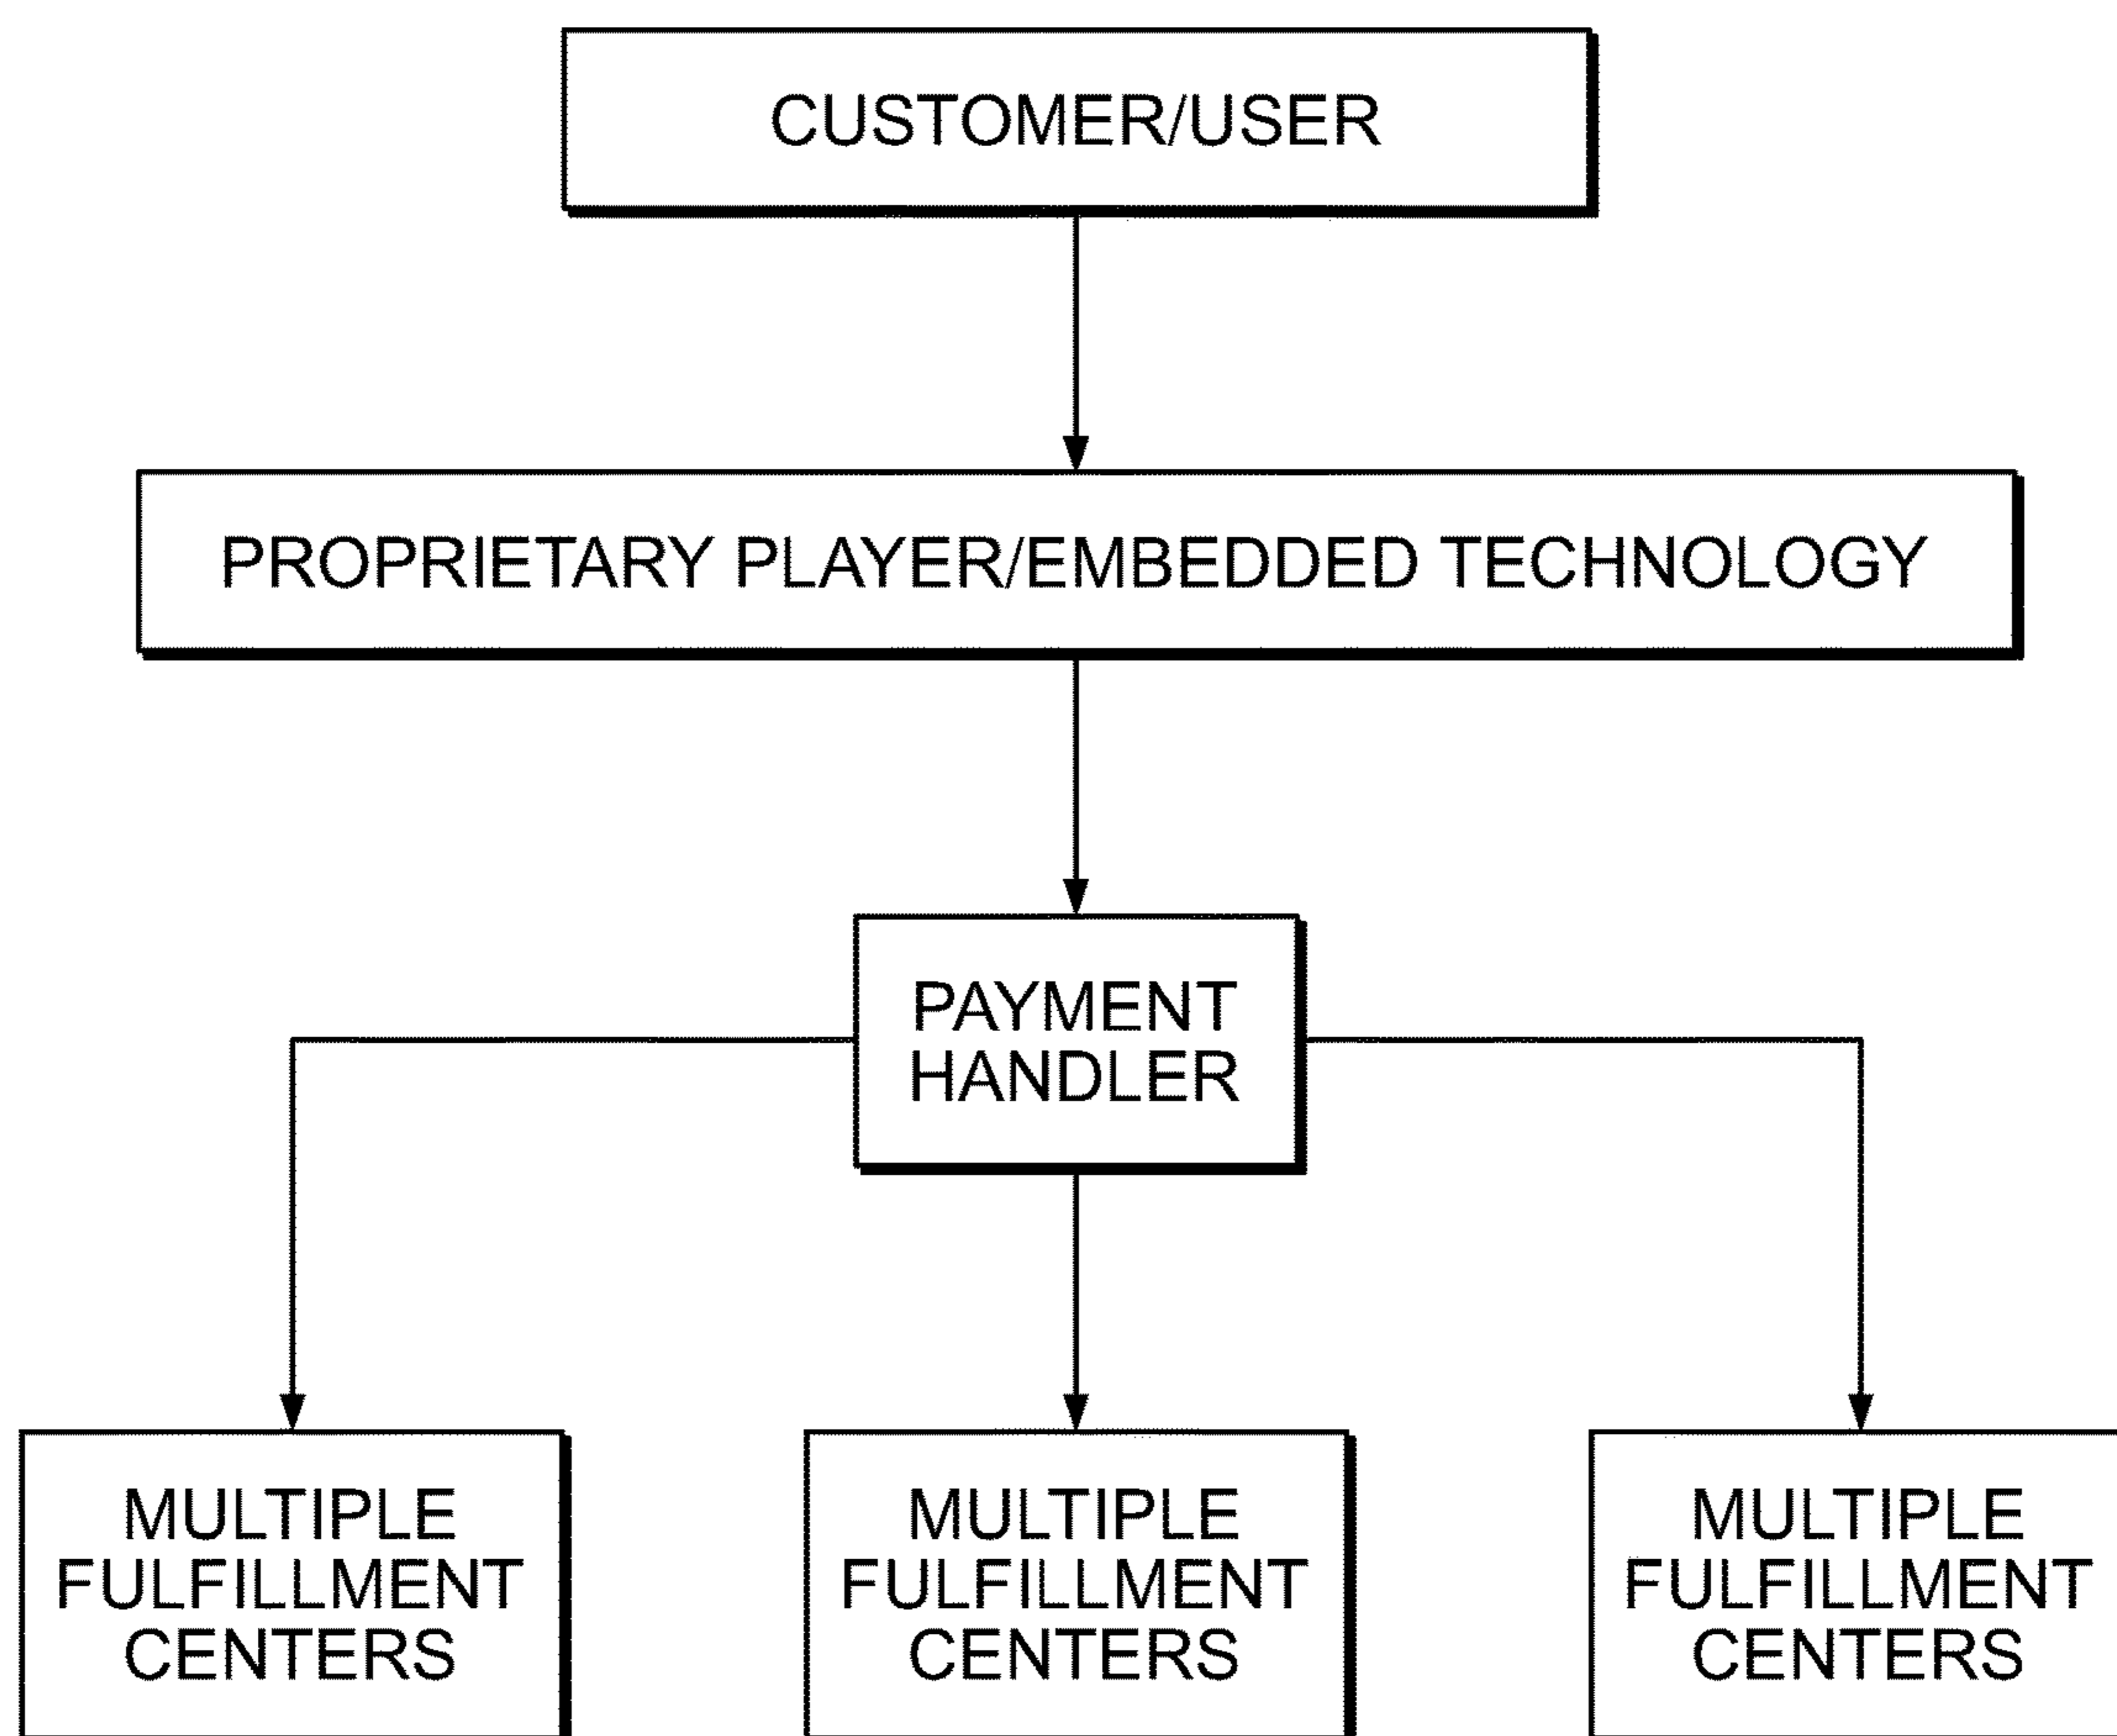 CUSTOMER/USER
PROPRIETARY PLAYER/EMBEDDED TECHNOLOGY
PAYMENT
HANDLER
MULTIPLE
FULFILLMENT
CENTERS
MULTIPLE
FULFILLMENT
CENTERS
MULTIPLE
FULFILLMENT
CENTERS